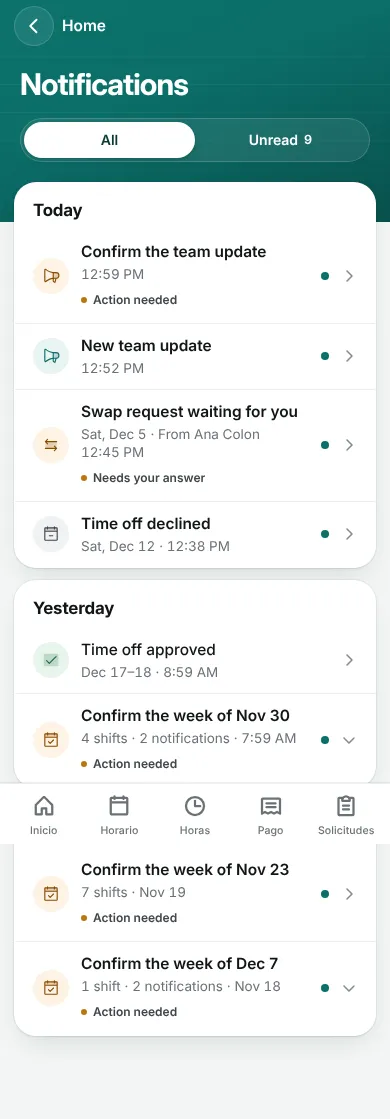 Home
Notifications
All
Unread 9
Today
Confirm the team update
12:59 PM
Action needed
New team update
12:52 PM
Swap request waiting for you
Sat, Dec 5 · From Ana Colon
12:45 PM
Needs your answer
Time off declined
Sat, Dec 12 · 12:38 PM
Yesterday
Time off approved
Dec 17–18 · 8:59 AM
Confirm the week of Nov 30
4 shifts · 2 notifications · 7:59 AM
Action needed
Inicio
Horario
Horas
Pago
Solicitudes
Confirm the week of Nov 23
7 shifts · Nov 19
Action needed
Confirm the week of Dec 7
1 shift · 2 notifications · Nov 18
Action needed